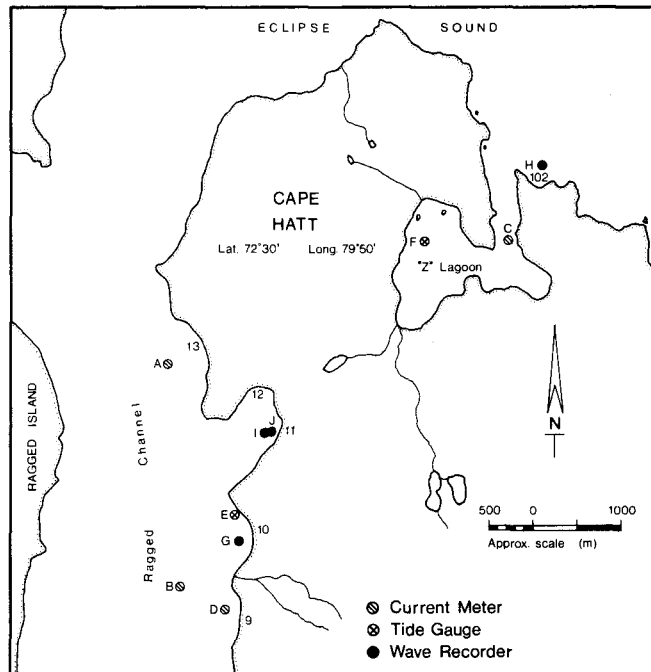 ECLIPSE SOUND
H
102
CAPE
HATT
C
F
Lat. 72°30' Long. 79°50'
"Z" Lagoon
13
A
12
RAGGED ISLAND
Channel
I J 11
N
E
10
500 0 1000
G
Approx. scale (m)
Ragged
B
D
9
Current Meter
Tide Gauge
Wave Recorder